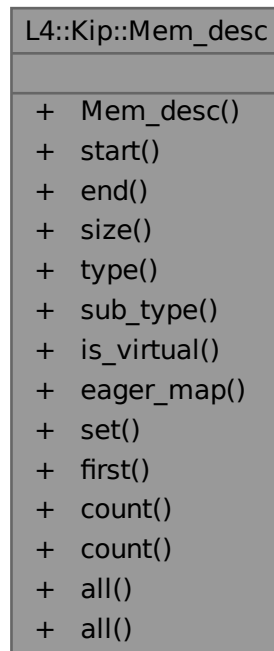 L4::Kip::Mem_desc
+ Mem_desc()
+ start()
+ end()
+ size()
+ type()
+ sub_type()
+ is_virtual()
+ eager_map()
+ set()
+ first()
+ count()
+ count()
+ all()
+ all()